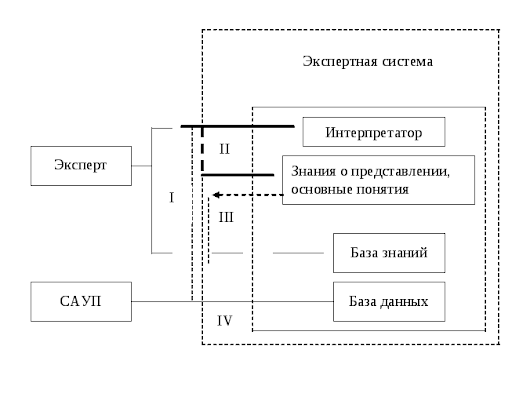 Экспертная система
Интерпретатор
II
Эксперт
Знания о представлении,
основные понятия
I
III
База знаний
САУП
База данных
IV